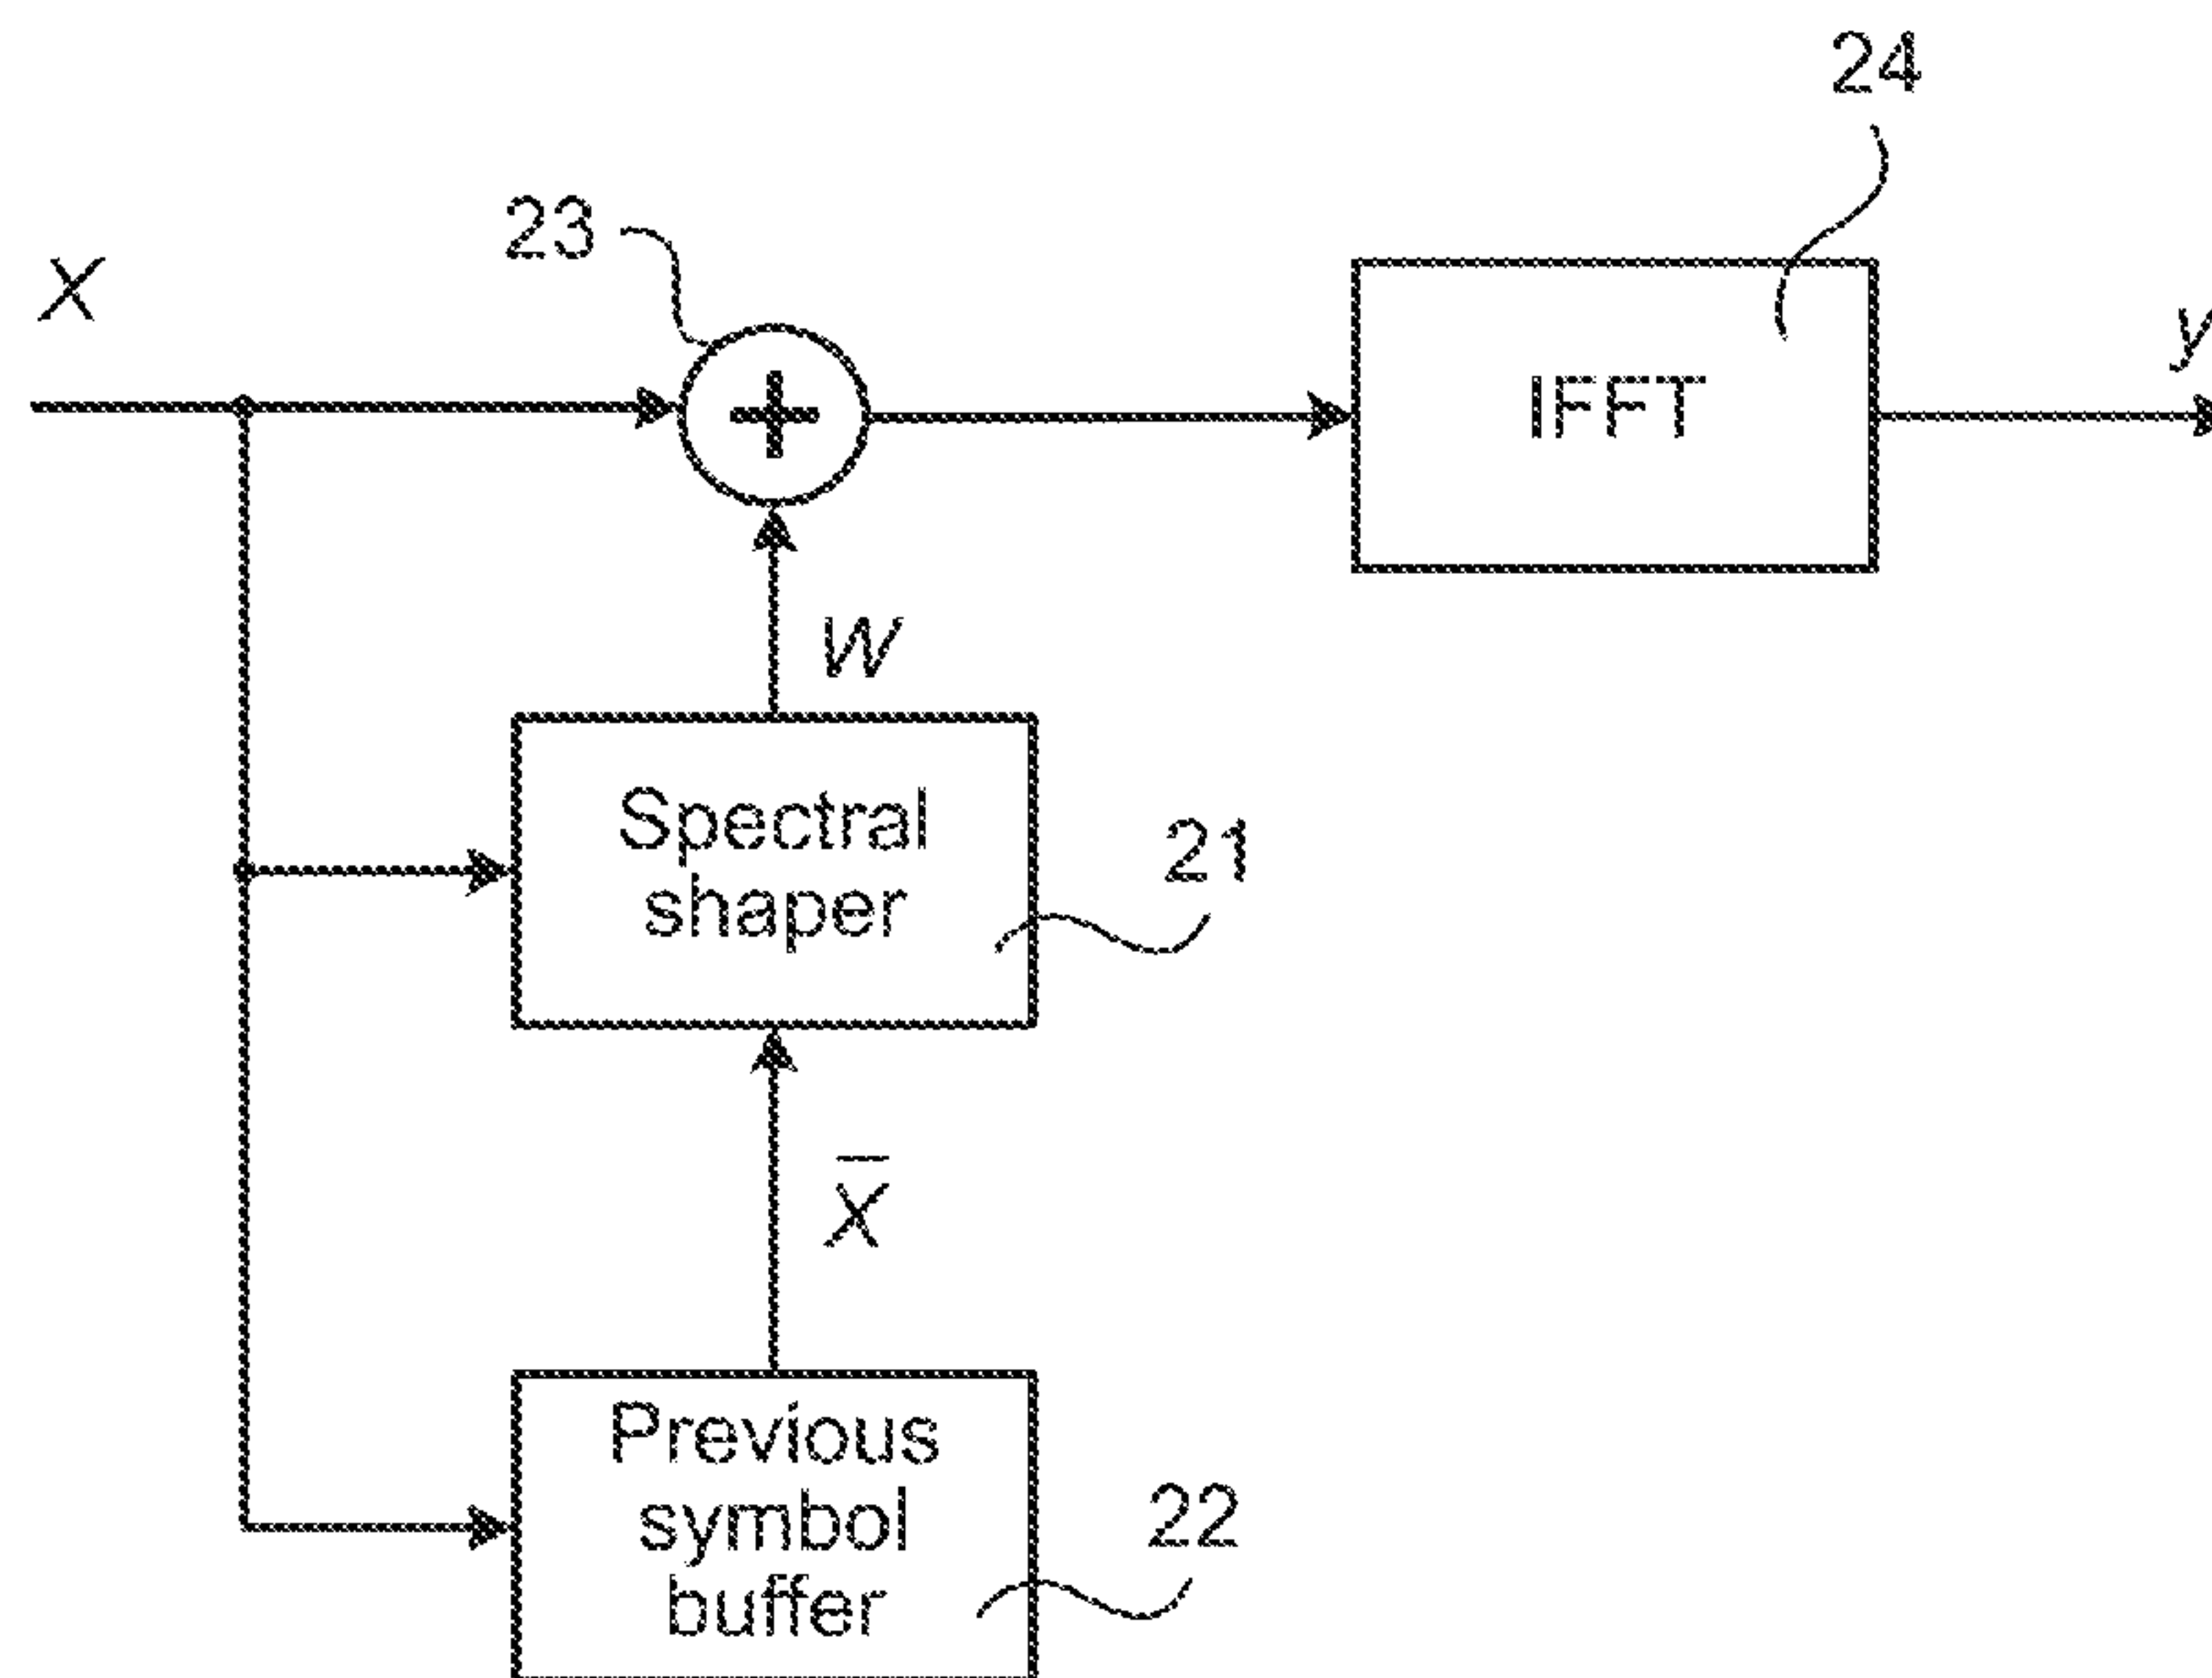 24
23
X
y
IFFT
W
Spectral
shaper
21
X̄
Previous
symbol
buffer
22